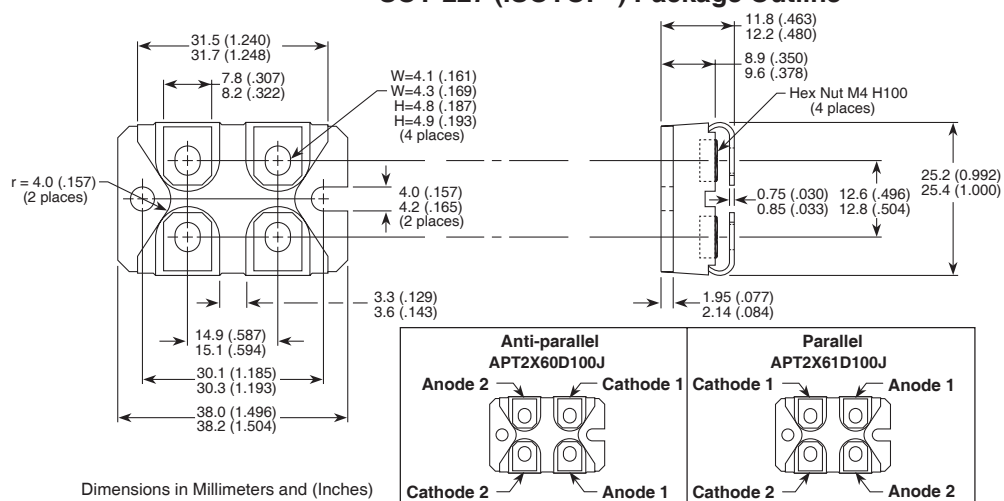 31.5 (1.240)
31.7 (1.248)
7.8 (.307)
8.2 (.322)
W=4.1 (.161)
W=4.3 (.169)
H=4.8 (.187)
H=4.9 (.193)
(4 places)
r = 4.0 (.157)
(2 places)
4.0 (.157)
4.2 (.165)
(2 places)
3.3 (.129)
3.6 (.143)
14.9 (.587)
15.1 (.594)
30.1 (1.185)
30.3 (1.193)
38.0 (1.496)
38.2 (1.504)
11.8 (.463)
12.2 (.480)
8.9 (.350)
9.6 (.378)
Hex Nut M4 H100
(4 places)
0.75 (.030)
0.85 (.033)
12.6 (.496)
12.8 (.504)
25.2 (0.992)
25.4 (1.000)
1.95 (.077)
2.14 (.084)
Anti-parallel
APT2X60D100J
Anode 2
Cathode 1
Cathode 2
Anode 1
Parallel
APT2X61D100J
Cathode 1
Anode 1
Cathode 2
Anode 2
Dimensions in Millimeters and (Inches)